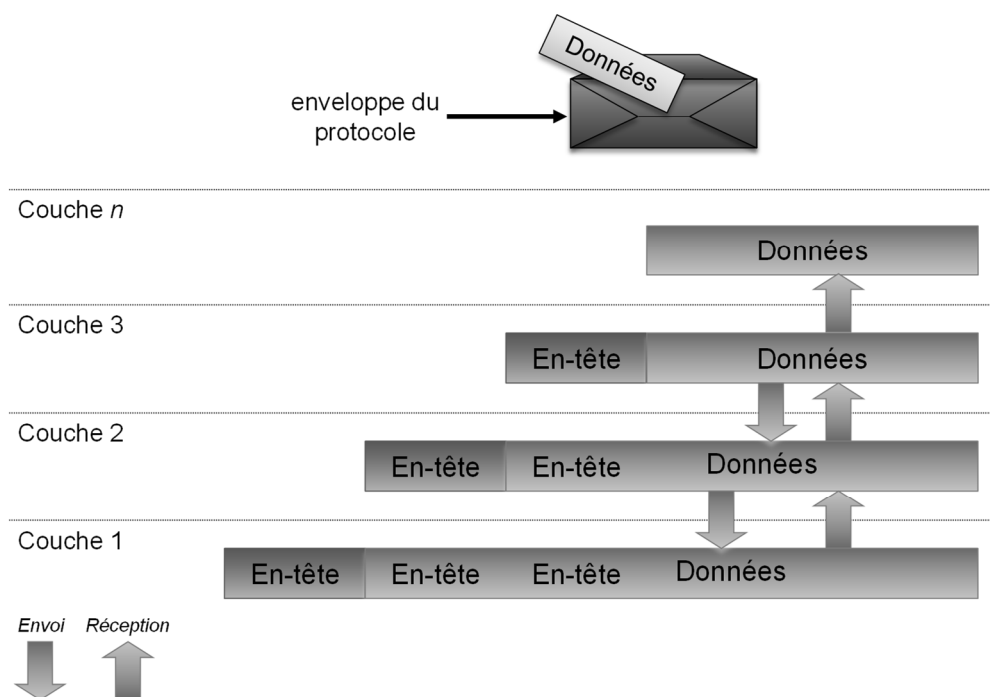 Données
enveloppe du
protocole
Couche n
Données
Couche 3
En-tête Données
Couche 2
En-tête En-tête Données
Couche 1
En-tête En-tête En-tête Données
Envoi Réception